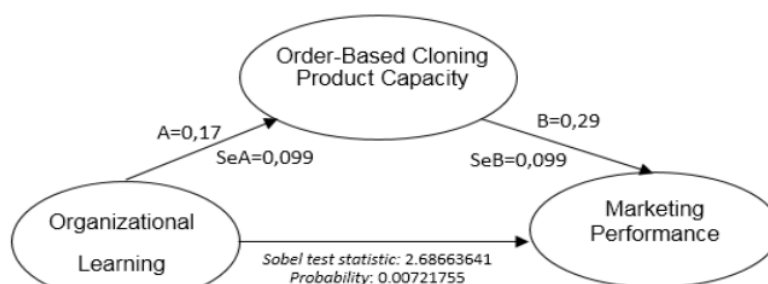 Order-Based Cloning
Product Capacity
A=0,17
B=0,29
SeA=0,099
SeB=0,099
Organizational
Learning
Marketing
Performance
Sobel test statistic: 2.68663641
Probability: 0.00721755